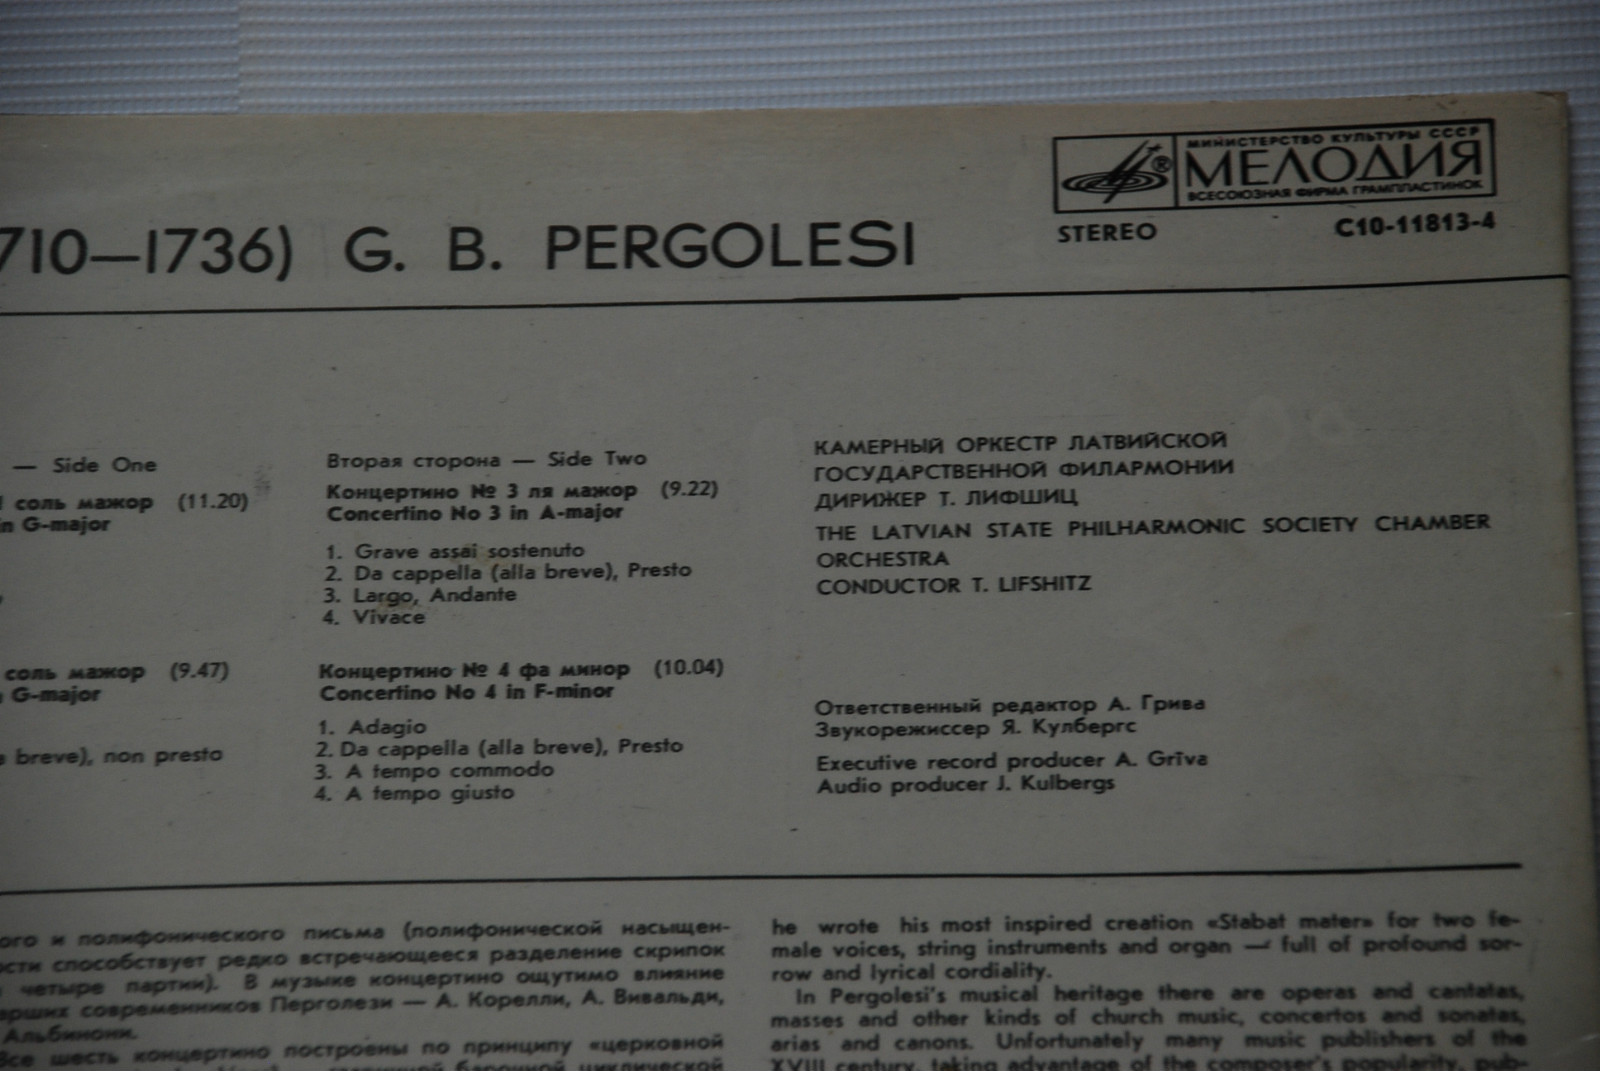 МИНИСТЕРСТВО КУЛЬТУРЫ СССР
МЕЛОДИЯ
ВСЕСОЮЗНАЯ ФИРМА ГРАМПЛАСТИНОК
STEREO C10-11813-4
710—1736) G. B. PERGOLESI
— Side One
соль мажор (11.20)
in G-major
соль мажор (9.47)
G-major
breve), non presto
Вторая сторона — Side Two
Концертино № 3 ля мажор (9.22)
Concertino No 3 in A-major
1. Grave assai sostenuto
2. Da cappella (alla breve), Presto
3. Largo, Andante
4. Vivace
Концертино № 4 фа минор (10.04)
Concertino No 4 in F-minor
1. Adagio
2. Da cappella (alla breve), Presto
3. A tempo commodo
4. A tempo giusto
КАМЕРНЫЙ ОРКЕСТР ЛАТВИЙСКОЙ
ГОСУДАРСТВЕННОЙ ФИЛАРМОНИИ
ДИРИЖЕР Т. ЛИФШИЦ
THE LATVIAN STATE PHILHARMONIC SOCIETY CHAMBER
ORCHESTRA
CONDUCTOR T. LIFSHITZ
Ответственный редактор А. Грива
Звукорежиссер Я. Кулбергс
Executive record producer A. Grīva
Audio producer J. Kulbergs
ого и полифонического письма (полифонической насыщен-
ости способствует редко встречающееся разделение скрипок
четыре партии). В музыке концертино ощутимо влияние
арших современников Перголези — А. Корелли, А. Вивальди,
Альбинони.
Все шесть концертино построены по принципу «церковной
барочной циклической
he wrote his most inspired creation «Stabat mater» for two fe-
male voices, string instruments and organ — full of profound sor-
row and lyrical cordiality.
In Pergolesi's musical heritage there are operas and cantatas,
masses and other kinds of church music, concertos and sonatas,
arias and canons. Unfortunately many music publishers of the
XVIII century, taking advantage of the composer's popularity, pub-